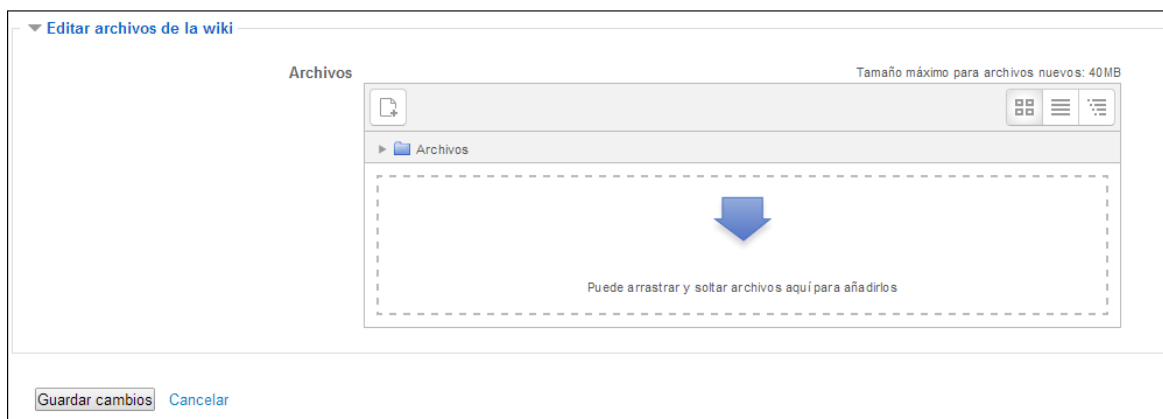 Editar archivos de la wiki
Archivos
Tamaño máximo para archivos nuevos: 40MB
Archivos
Puede arrastrar y soltar archivos aquí para añadirlos
Guardar cambios
Cancelar